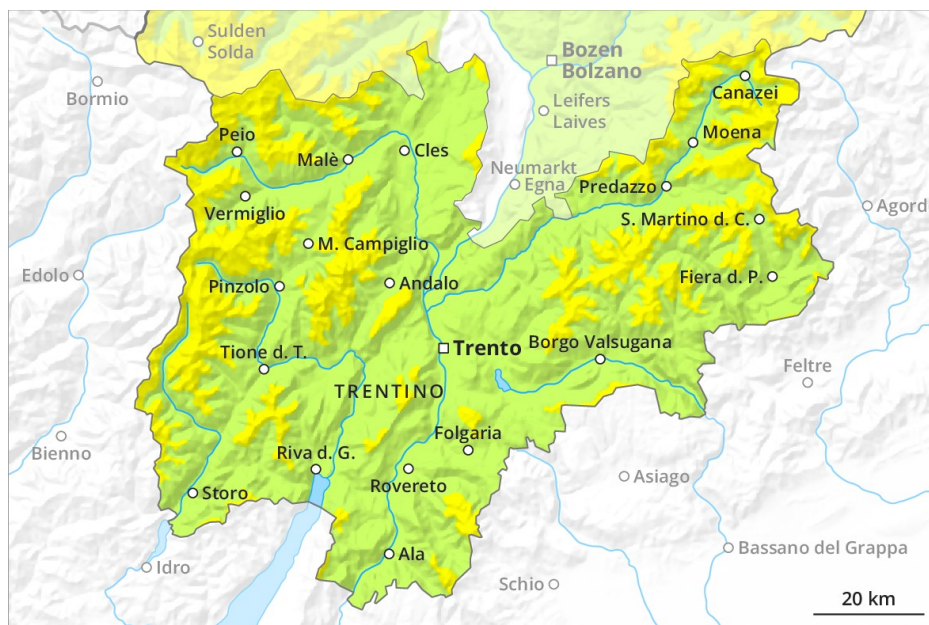 Sulden
Solda
Bozen
Bolzano
Bormio
Canazei
Leifers
Laives
Peio
Moena
Malè
Cles
Neumarkt
Egna
Predazzo
Vermiglio
Agord
S. Martino d. C.
M. Campiglio
Edolo
Pinzolo
Andalo
Fiera d. P.
Trento
Borgo Valsugana
Tione d. T.
Feltre
TRENTINO
Folgaria
Bienno
Riva d. G.
Asiago
Storo
Rovereto
Ala
Bassano del Grappa
Idro
Schio
20 km